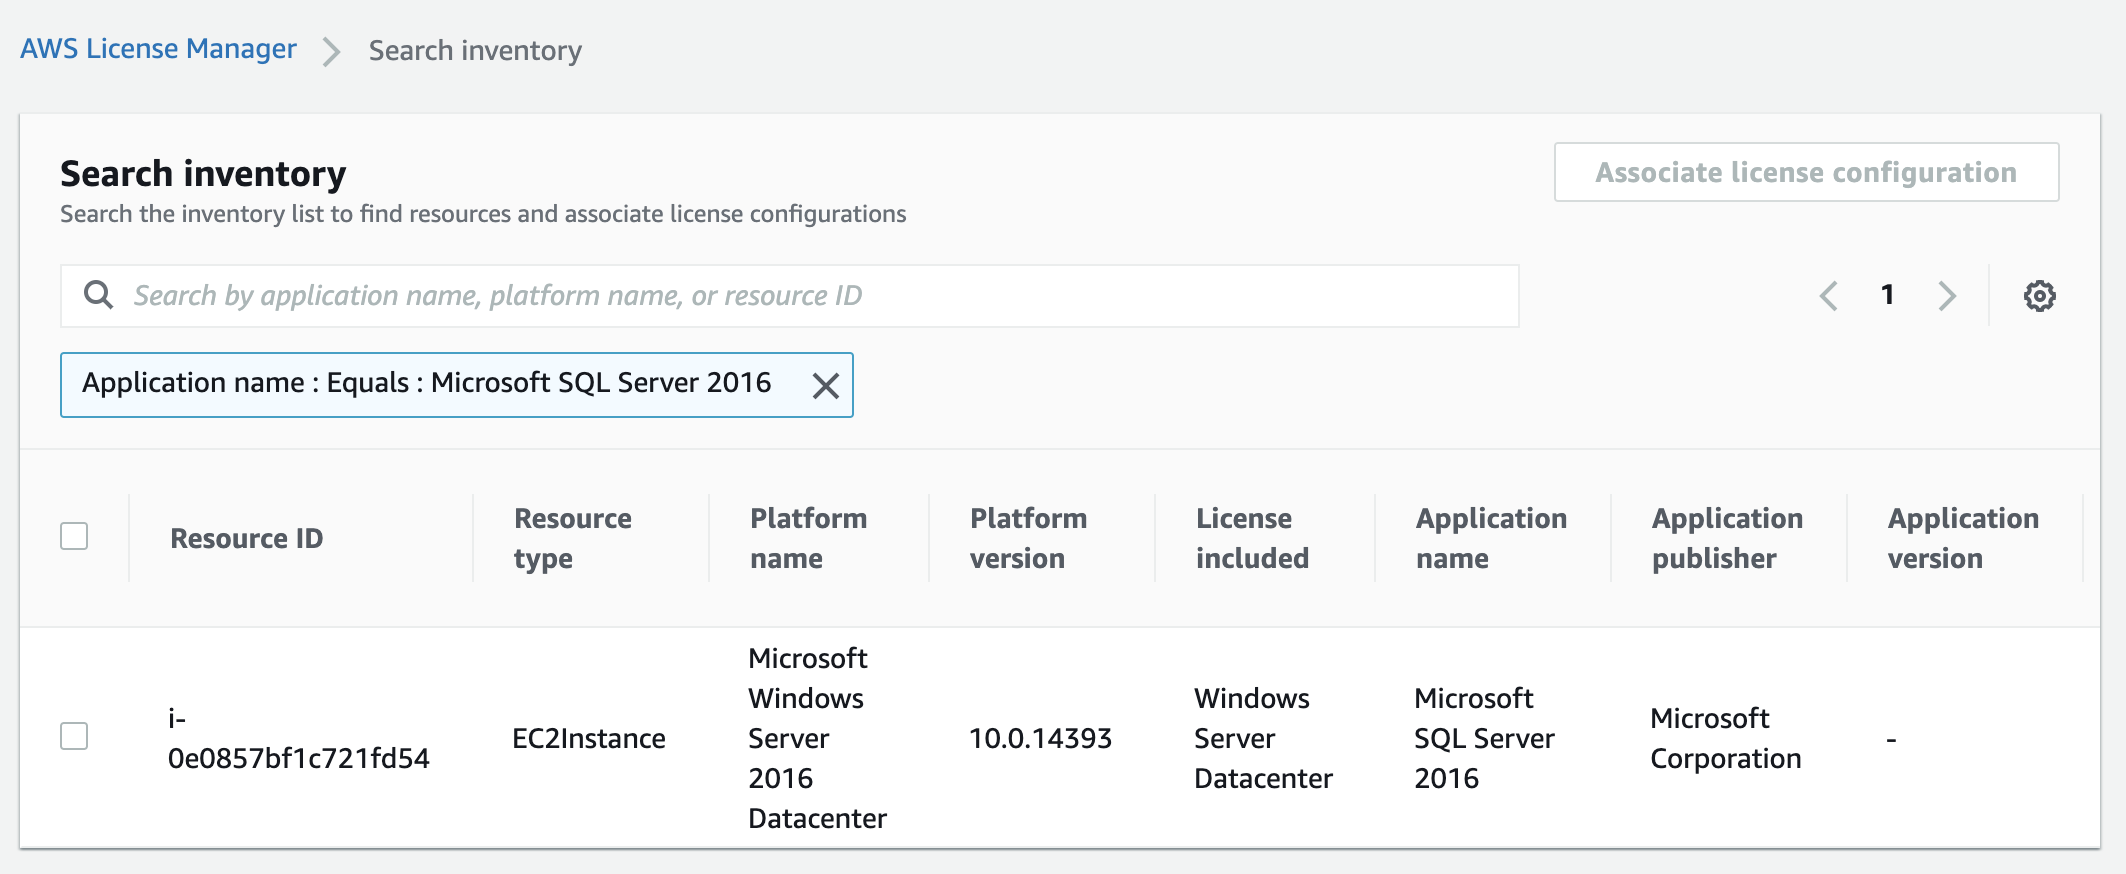 AWS License Manager
Search inventory
Search inventory
Search the inventory list to find resources and associate license configurations
Associate license configuration
Search by application name, platform name, or resource ID
1
Application name : Equals : Microsoft SQL Server 2016
Resource ID
Resource
type
Platform
name
Platform
version
License
included
Application
name
Application
publisher
Application
version
i-
0e0857bf1c721fd54
EC2Instance
Microsoft
Windows
Server
2016
Datacenter
10.0.14393
Windows
Server
Datacenter
Microsoft
SQL Server
2016
Microsoft
Corporation
-